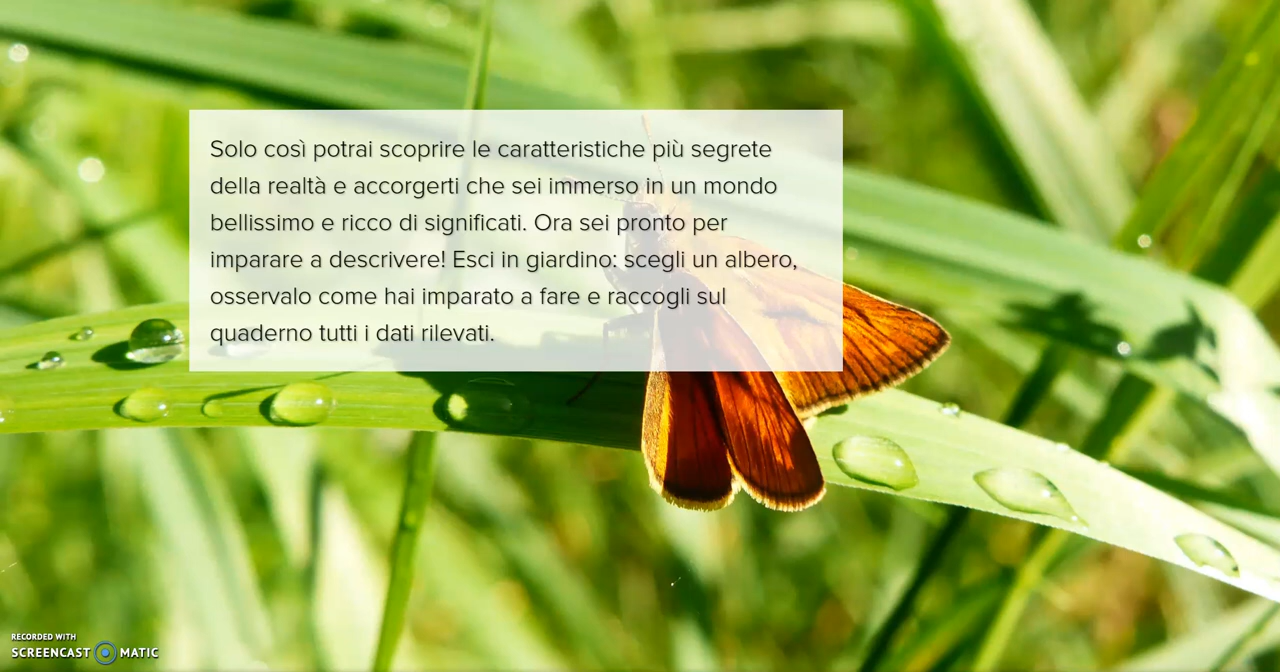 Solo così potrai scoprire le caratteristiche più segrete
della realtà e accorgerti che sei immerso in un mondo
bellissimo e ricco di significati. Ora sei pronto per
imparare a descrivere! Esci in giardino: scegli un albero,
osservalo come hai imparato a fare e raccogli sul
quaderno tutti i dati rilevati.
RECORDED WITH
SCREENCAST MATIC